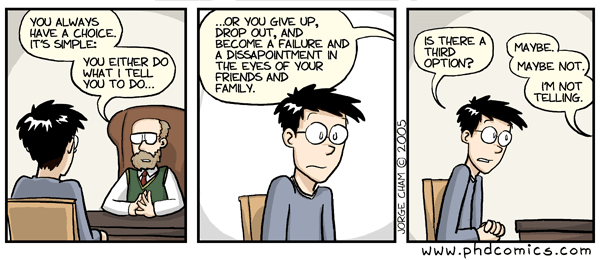 YOU ALWAYS
HAVE A CHOICE.
IT'S SIMPLE:
YOU EITHER DO
WHAT I TELL
YOU TO DO...
...OR YOU GIVE UP,
DROP OUT, AND
BECOME A FAILURE AND
A DISSAPOINTMENT IN
THE EYES OF YOUR
FRIENDS AND
FAMILY.
IS THERE A
THIRD
OPTION?
MAYBE.
MAYBE NOT.
I'M NOT
TELLING.
JORGE CHAM © 2005
www.phdcomics.com